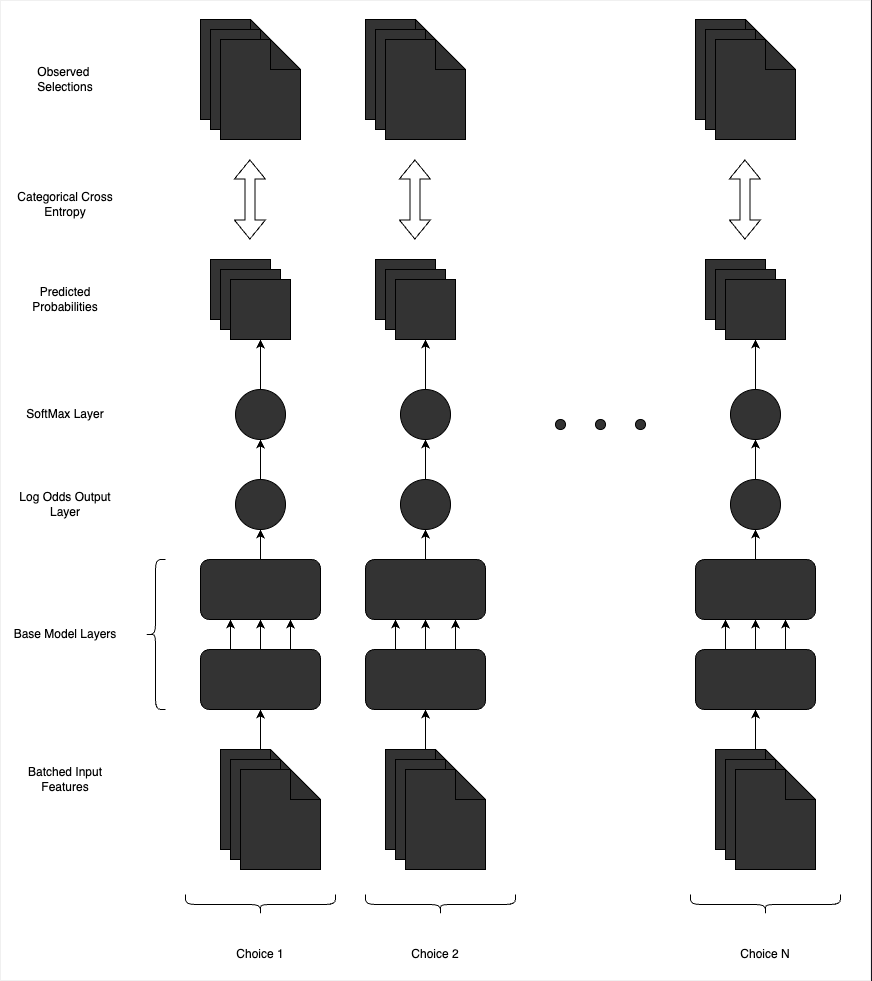 Observed
Selections
Categorical Cross
Entropy
Predicted
Probabilities
SoftMax Layer
Log Odds Output
Layer
Base Model Layers
Batched Input
Features
Choice 1
Choice 2
Choice N